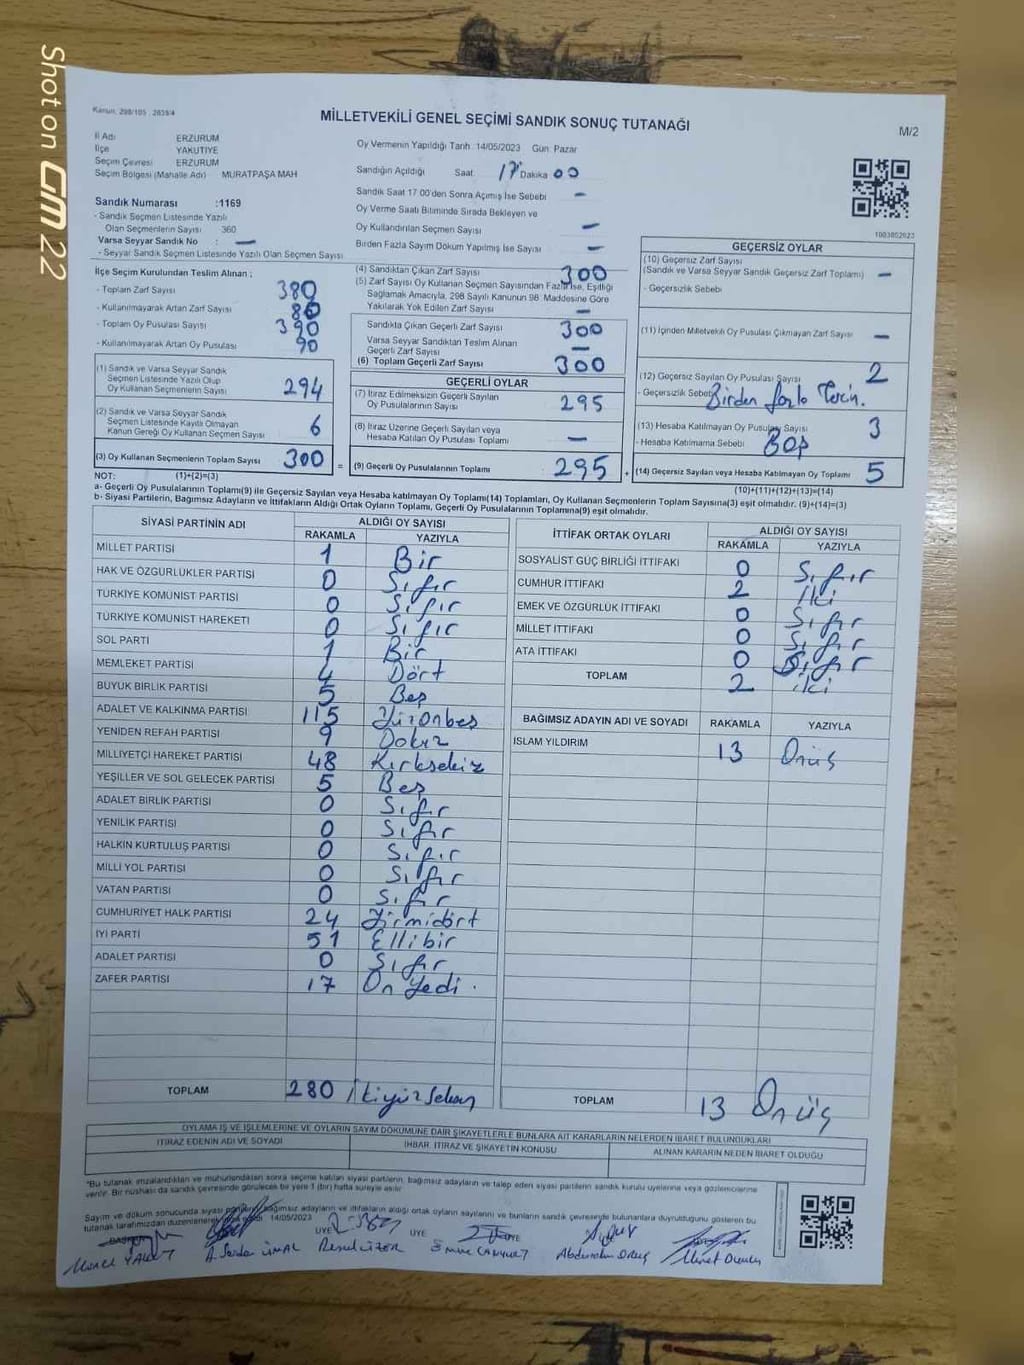 Shot on GM 22
Kanun: 298/105 , 2839/4
MİLLETVEKİLİ GENEL SEÇİMİ SANDIK SONUÇ TUTANAĞI
M/2
İl Adı ERZURUM
İlçe YAKUTİYE
Seçim Çevresi ERZURUM
Seçim Bölgesi (Mahalle Adı) MURATPAŞA MAH
Oy Vermenin Yapıldığı Tarih: 14/05/2023 Gün: Pazar
Sandığın Açıldığı Saat 17 Dakika 00
Sandık Saat 17:00'den Sonra Açımış İse Sebebi –
Oy Verme Saati Bitiminde Sırada Bekleyen ve
Oy Kullandırılan Seçmen Sayısı –
Birden Fazla Sayım Döküm Yapılmış İse Sayısı –
Sandık Numarası :1169
- Sandık Seçmen Listesinde Yazılı
Olan Seçmenlerin Sayısı 360
Varsa Seyyar Sandık No : –
- Seyyar Sandık Seçmen Listesinde Yazılı Olan Seçmen Sayısı
1003802023
İlçe Seçim Kurulundan Teslim Alınan :
- Toplam Zarf Sayısı 380
- Kullanılmayarak Artan Zarf Sayısı 80
- Toplam Oy Pusulası Sayısı 390
- Kullanılmayarak Artan Oy Pusulası 90
(1) Sandık ve Varsa Seyyar Sandık
Seçmen Listesinde Yazılı Olup
Oy Kullanan Seçmenlerin Sayısı 294
(2) Sandık ve Varsa Seyyar Sandık
Seçmen Listesinde Kayıtlı Olmayan
Kanun Gereği Oy Kullanan Seçmen Sayısı 6
(3) Oy Kullanan Seçmenlerin Toplam Sayısı 300 =
(4) Sandıktan Çıkan Zarf Sayısı 300
(5) Zarf Sayısı Oy Kullanan Seçmen Sayısından Fazla İse, Eşitliği
Sağlamak Amacıyla, 298 Sayılı Kanunun 98. Maddesine Göre
Yakılarak Yok Edilen Zarf Sayısı –
Sandıkta Çıkan Geçerli Zarf Sayısı 300
Varsa Seyyar Sandıktan Teslim Alınan
Geçerli Zarf Sayısı –
(6) Toplam Geçerli Zarf Sayısı 300
GEÇERLİ OYLAR
(7) İtiraz Edilmeksizin Geçerli Sayılan
Oy Pusulalarının Sayısı 295
(8) İtiraz Üzerine Geçerli Sayılan veya
Hesaba Katılan Oy Pusulası Toplamı –
(9) Geçerli Oy Pusulalarının Toplamı 295 +
GEÇERSİZ OYLAR
(10) Geçersiz Zarf Sayısı
(Sandık ve Varsa Seyyar Sandık Geçersiz Zarf Toplamı) –
- Geçersizlik Sebebi
(11) İçinden Milletvekili Oy Pusulası Çıkmayan Zarf Sayısı –
(12) Geçersiz Sayılan Oy Pusulası Sayısı 2
- Geçersizlik Sebebi Birden fazla Tercih.
(13) Hesaba Katılmayan Oy Pusulası Sayısı 3
- Hesaba Katılmama Sebebi BOŞ
(14) Geçersiz Sayılan veya Hesaba Katılmayan Oy Toplamı 5
(10)+(11)+(12)+(13)=(14)
NOT: (1)+(2)=(3)
a- Geçerli Oy Pusulalarının Toplamı(9) ile Geçersiz Sayılan veya Hesaba katılmayan Oy Toplamı(14) Toplamları, Oy Kullanan Seçmenlerin Toplam Sayısına(3) eşit olmalıdır. (9)+(14)=(3)
b- Siyasi Partilerin, Bağımsız Adayların ve İttifakların Aldığı Ortak Oyların Toplamı, Geçerli Oy Pusulalarının Toplamına(9) eşit olmalıdır.
SİYASİ PARTİNİN ADI ALDIĞI OY SAYISI
RAKAMLA YAZIYLA
MİLLET PARTİSİ 1 Bir
HAK VE ÖZGÜRLÜKLER PARTİSİ 0 Sıfır
TÜRKİYE KOMÜNİST PARTİSİ 0 Sıfır
TÜRKİYE KOMÜNİST HAREKETİ 0 Sıfır
SOL PARTİ 1 Bir
MEMLEKET PARTİSİ 4 Dört
BÜYÜK BİRLİK PARTİSİ 5 Beş
ADALET VE KALKINMA PARTİSİ 115 Yüzonbeş
YENİDEN REFAH PARTİSİ 9 Dokuz
MİLLİYETÇİ HAREKET PARTİSİ 48 Kırksekiz
YEŞİLLER VE SOL GELECEK PARTİSİ 5 Beş
ADALET BİRLİK PARTİSİ 0 Sıfır
YENİLİK PARTİSİ 0 Sıfır
HALKIN KURTULUŞ PARTİSİ 0 Sıfır
MİLLİ YOL PARTİSİ 0 Sıfır
VATAN PARTİSİ 0 Sıfır
CUMHURİYET HALK PARTİSİ 24 Yirmidört
İYİ PARTİ 51 Ellibir
ADALET PARTİSİ 0 Sıfır
ZAFER PARTİSİ 17 On Yedi.
TOPLAM 280 İkiyüz Seksen
İTTİFAK ORTAK OYLARI ALDIĞI OY SAYISI
RAKAMLA YAZIYLA
SOSYALİST GÜÇ BİRLİĞİ İTTİFAKI 0 Sıfır
CUMHUR İTTİFAKI 2 İki
EMEK VE ÖZGÜRLÜK İTTİFAKI 0 Sıfır
MİLLET İTTİFAKI 0 Sıfır
ATA İTTİFAKI 0 Sıfır
TOPLAM 2 iki
BAĞIMSIZ ADAYIN ADI VE SOYADI RAKAMLA YAZIYLA
İSLAM YILDIRIM 13 Onüç
TOPLAM 13 Onüç
OYLAMA İŞ VE İŞLEMLERİNE VE OYLARIN SAYIM DÖKÜMÜNE DAİR ŞİKAYETLERLE BUNLARA AİT KARARLARIN NELERDEN İBARET BULUNDUKLARI
İTİRAZ EDENİN ADI VE SOYADI İHBAR, İTİRAZ VE ŞİKAYETİN KONUSU ALINAN KARARIN NEDEN İBARET OLDUĞU
*Bu tutanak imzalandıktan ve mühürlendikten sonra seçime katılan siyasi partilerin, bağımsız adayların ve talep eden siyasi partilerin sandık kurulu üyelerine veya gözlemcilerine
verilir. Bir nüshası da sandık çevresinde görülecek bir yere 1 (bir) hafta süreyle asılır.
Sayım ve döküm sonucunda siyasi partilerin, bağımsız adayların ve ittifakların aldığı ortak oyların sayılarını ve bunların sandık çevresinde bulunanlara duyurulduğunu gösteren bu
tutanak tarafımızdan düzenlenerek 14/05/2023
BAŞKAN ÜYE ÜYE ÜYE